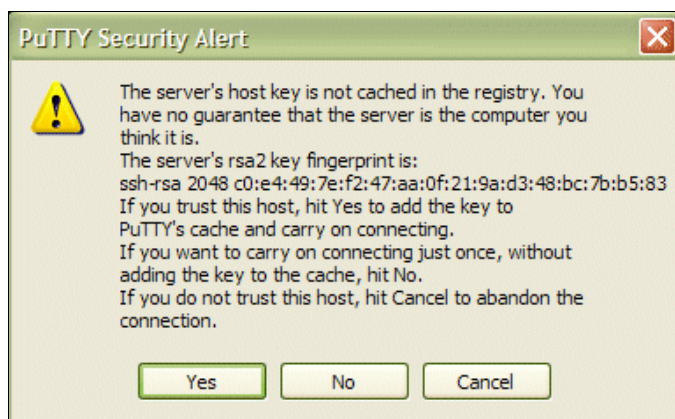 PuTTY Security Alert
The server's host key is not cached in the registry. You
have no guarantee that the server is the computer you
think it is.
The server's rsa2 key fingerprint is:
ssh-rsa 2048 c0:e4:49:7e:f2:47:aa:0f:21:9a:d3:48:bc:7b:b5:83
If you trust this host, hit Yes to add the key to
PuTTY's cache and carry on connecting.
If you want to carry on connecting just once, without
adding the key to the cache, hit No.
If you do not trust this host, hit Cancel to abandon the
connection.
Yes No Cancel